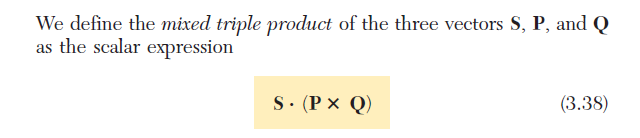 We define the mixed triple product of the three vectors S, P, and Q
as the scalar expression
S · (P × Q) (3.38)